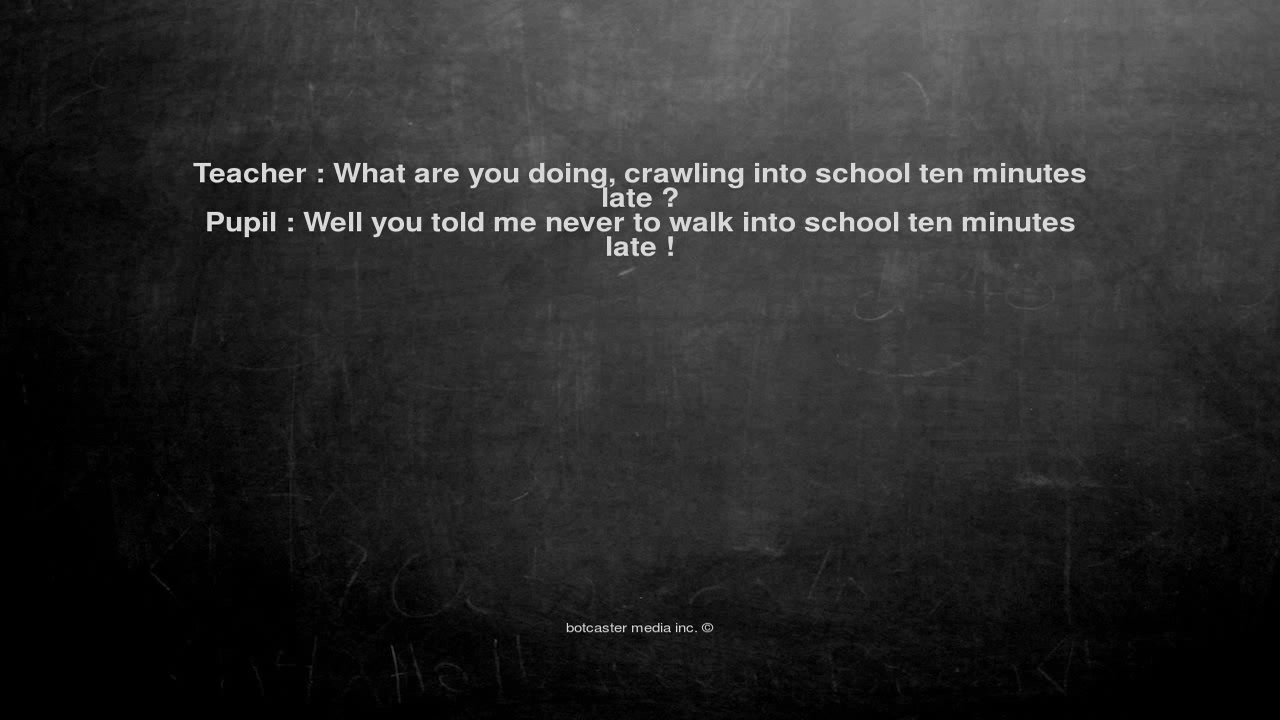 Teacher : What are you doing, crawling into school ten minutes
late ?
Pupil : Well you told me never to walk into school ten minutes
late !
botcaster media inc. ©